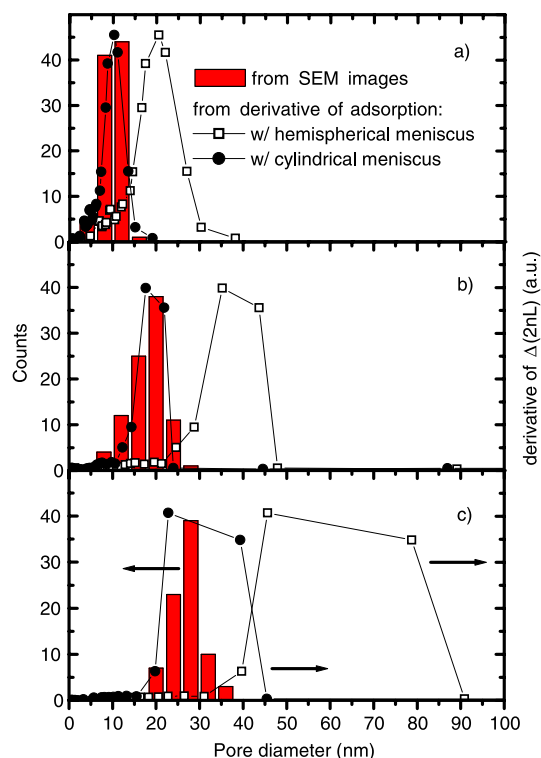 a)
from SEM images
from derivative of adsorption:
w/ hemispherical meniscus
w/ cylindrical meniscus
40
30
20
10
0
b)
40
30
20
10
0
c)
40
30
20
10
0
0 10 20 30 40 50 60 70 80 90 100
Pore diameter (nm)
Counts
derivative of Δ(2nL) (a.u.)